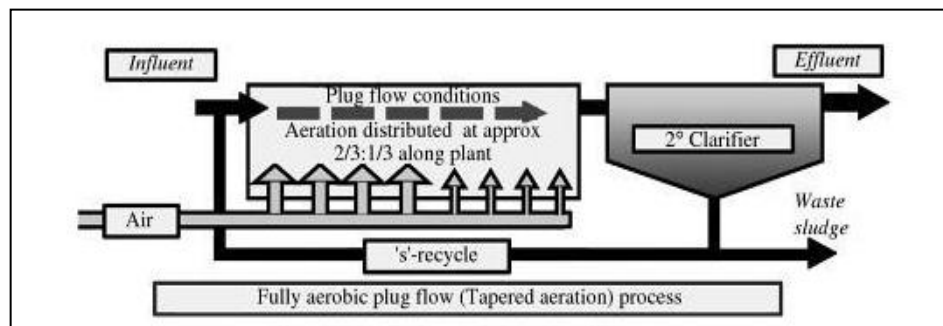 Influent
Effluent
Plug flow conditions
Aeration distributed at approx
2/3:1/3 along plant
2° Clarifier
Air
Waste
sludge
's'-recycle
Fully aerobic plug flow (Tapered aeration) process